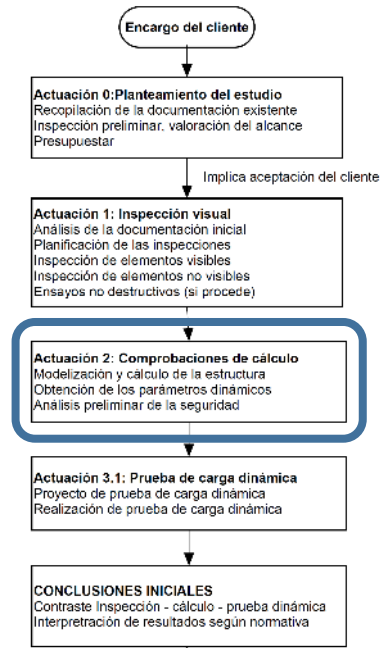 Encargo del cliente
Actuación 0:Planteamiento del estudio
Recopilación de la documentación existente
Inspección preliminar. valoración del alcance
Presupuestar
Implica aceptación del cliente
Actuación 1: Inspección visual
Análisis de la documentación inicial
Planificación de las inspecciones
Inspección de elementos visibles
Inspección de elementos no visibles
Ensayos no destructivos (si procede)
Actuación 2: Comprobaciones de cálculo
Modelización y cálculo de la estructura
Obtención de los parámetros dinámicos
Análisis preliminar de la seguridad
Actuación 3.1: Prueba de carga dinámica
Proyecto de prueba de carga dinámica
Realización de prueba de carga dinámica
CONCLUSIONES INICIALES
Contraste Inspección - cálculo - prueba dinámica
Interpretración de resultados según normativa